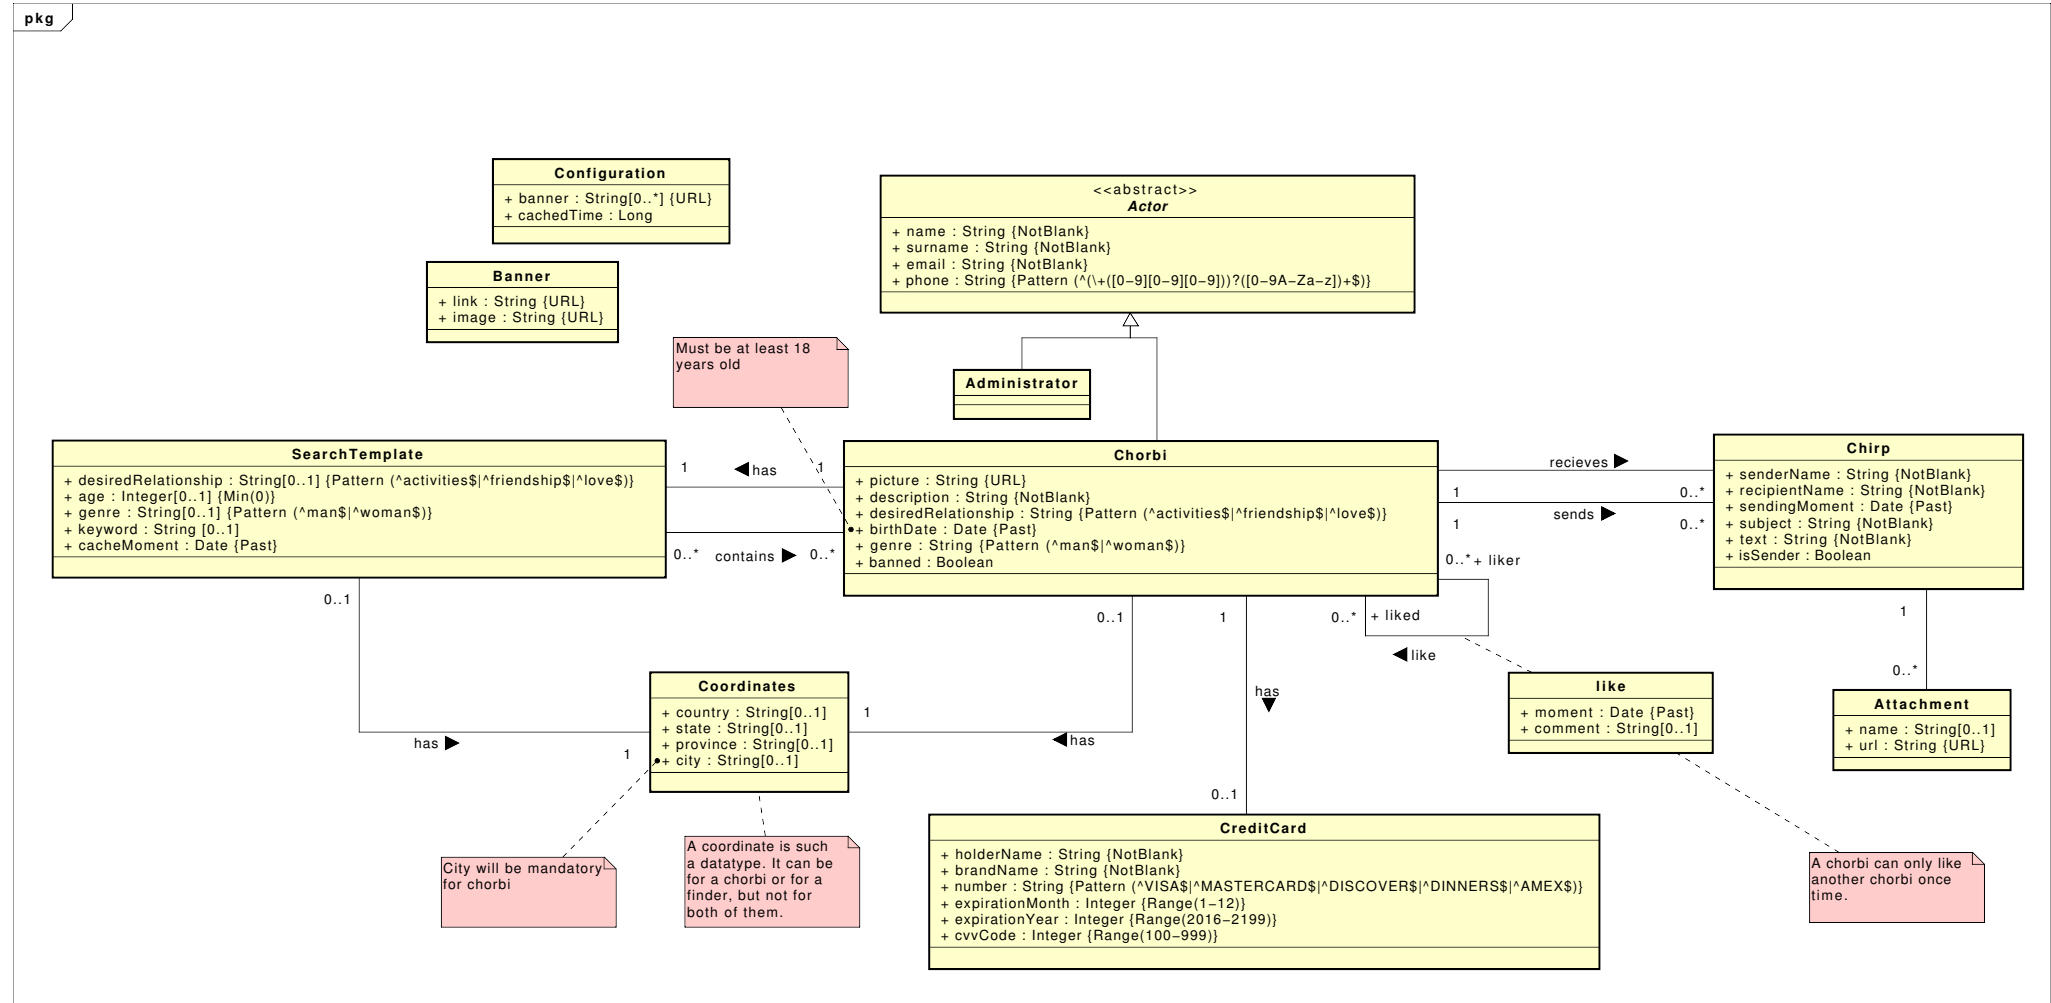 pkg
Configuration
+ banner : String[0..*] {URL}
+ cachedTime : Long
Banner
+ link : String {URL}
+ image : String {URL}
<<abstract>>
Actor
+ name : String {NotBlank}
+ surname : String {NotBlank}
+ email : String {NotBlank}
+ phone : String {Pattern (^(\+([0-9][0-9][0-9]))?([0-9A-Za-z])+$)}
Must be at least 18
years old
Administrator
SearchTemplate
+ desiredRelationship : String[0..1] {Pattern (^activities$|^friendship$|^love$)}
+ age : Integer[0..1] {Min(0)}
+ genre : String[0..1] {Pattern (^man$|^woman$)}
+ keyword : String [0..1]
+ cacheMoment : Date {Past}
1
has
1
0..*
contains
0..*
Chorbi
+ picture : String {URL}
+ description : String {NotBlank}
+ desiredRelationship : String {Pattern (^activities$|^friendship$|^love$)}
+ birthDate : Date {Past}
+ genre : String {Pattern (^man$|^woman$)}
+ banned : Boolean
recieves
1
0..*
sends
1
0..*
Chirp
+ senderName : String {NotBlank}
+ recipientName : String {NotBlank}
+ sendingMoment : Date {Past}
+ subject : String {NotBlank}
+ text : String {NotBlank}
+ isSender : Boolean
0..*
+ liker
0..*
+ liked
like
0..1
has
1
0..1
1
has
1
has
0..1
1
0..*
Coordinates
+ country : String[0..1]
+ state : String[0..1]
+ province : String[0..1]
+ city : String[0..1]
like
+ moment : Date {Past}
+ comment : String[0..1]
Attachment
+ name : String[0..1]
+ url : String {URL}
City will be mandatory
for chorbi
A coordinate is such
a datatype. It can be
for a chorbi or for a
finder, but not for
both of them.
CreditCard
+ holderName : String {NotBlank}
+ brandName : String {NotBlank}
+ number : String {Pattern (^VISA$|^MASTERCARD$|^DISCOVER$|^DINNERS$|^AMEX$)}
+ expirationMonth : Integer {Range(1-12)}
+ expirationYear : Integer {Range(2016-2199)}
+ cvvCode : Integer {Range(100-999)}
A chorbi can only like
another chorbi once
time.